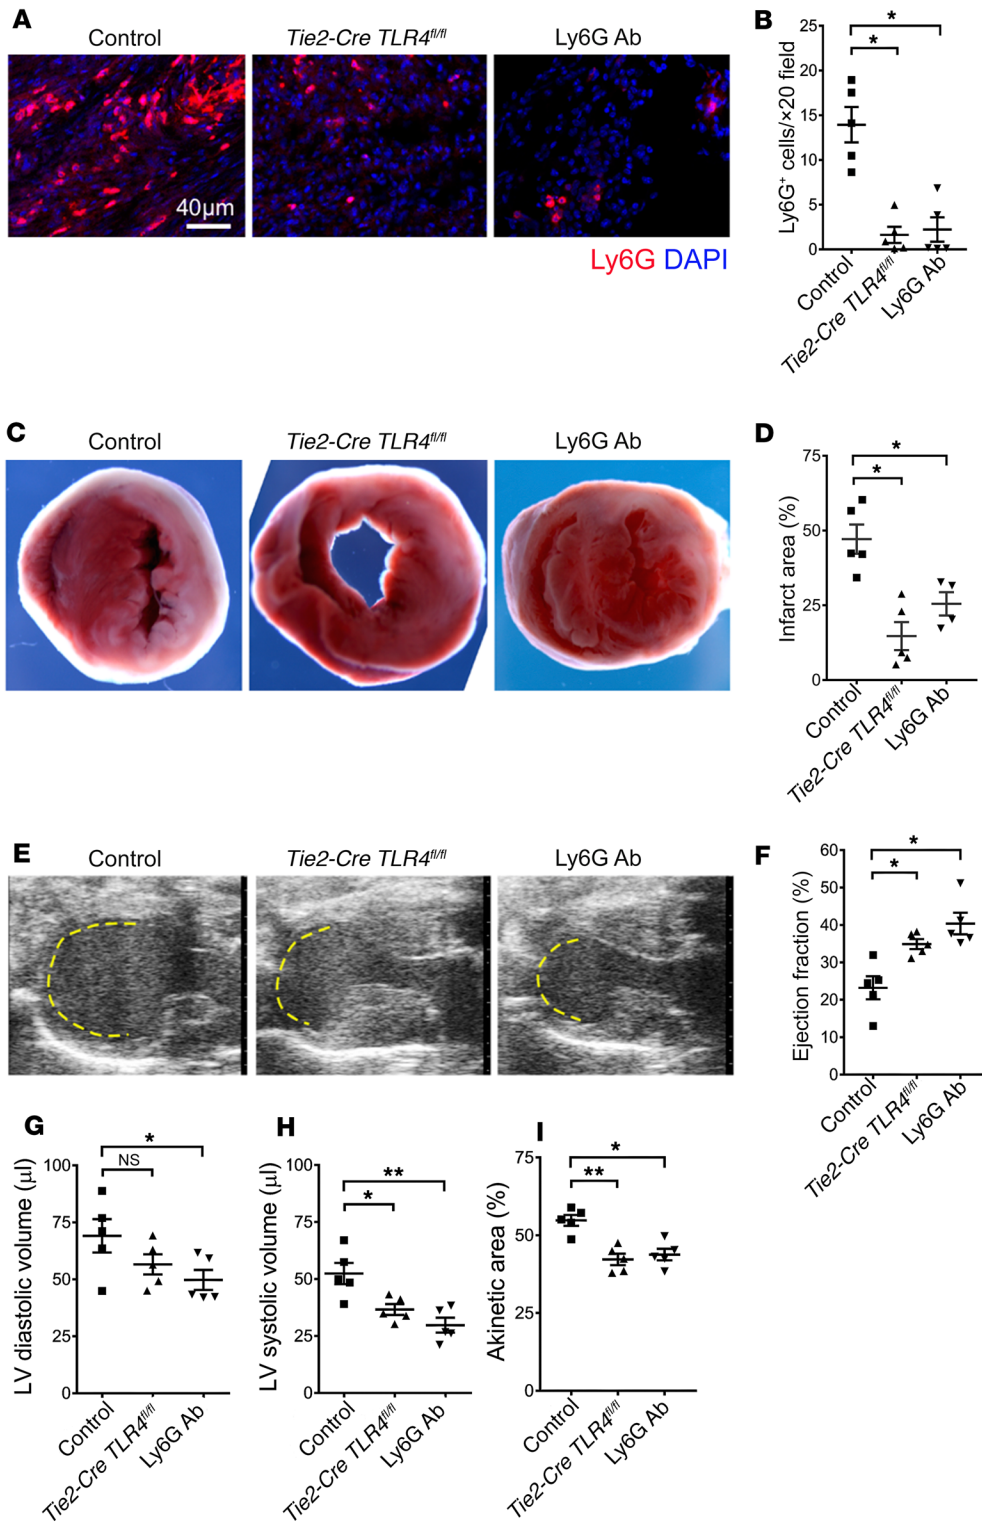 A
Control
Tie2-Cre TLR4fl/fl
Ly6G Ab
40µm
Ly6G DAPI
B
*
*
Ly6G+ cells/×20 field
25
20
15
10
5
0
Control
Tie2-Cre TLR4fl/fl
Ly6G Ab
C
Control
Tie2-Cre TLR4fl/fl
Ly6G Ab
D
*
*
Infarct area (%)
75
50
25
0
Control
Tie2-Cre TLR4fl/fl
Ly6G Ab
E
Control
Tie2-Cre TLR4fl/fl
Ly6G Ab
F
*
*
Ejection fraction (%)
60
50
40
30
20
10
0
Control
Tie2-Cre TLR4fl/fl
Ly6G Ab
G
*
NS
LV diastolic volume (µl)
100
75
50
25
0
Control
Tie2-Cre TLR4fl/fl
Ly6G Ab
H
**
*
LV systolic volume (µl)
100
75
50
25
0
Control
Tie2-Cre TLR4fl/fl
Ly6G Ab
I
*
**
Akinetic area (%)
75
50
25
0
Control
Tie2-Cre TLR4fl/fl
Ly6G Ab